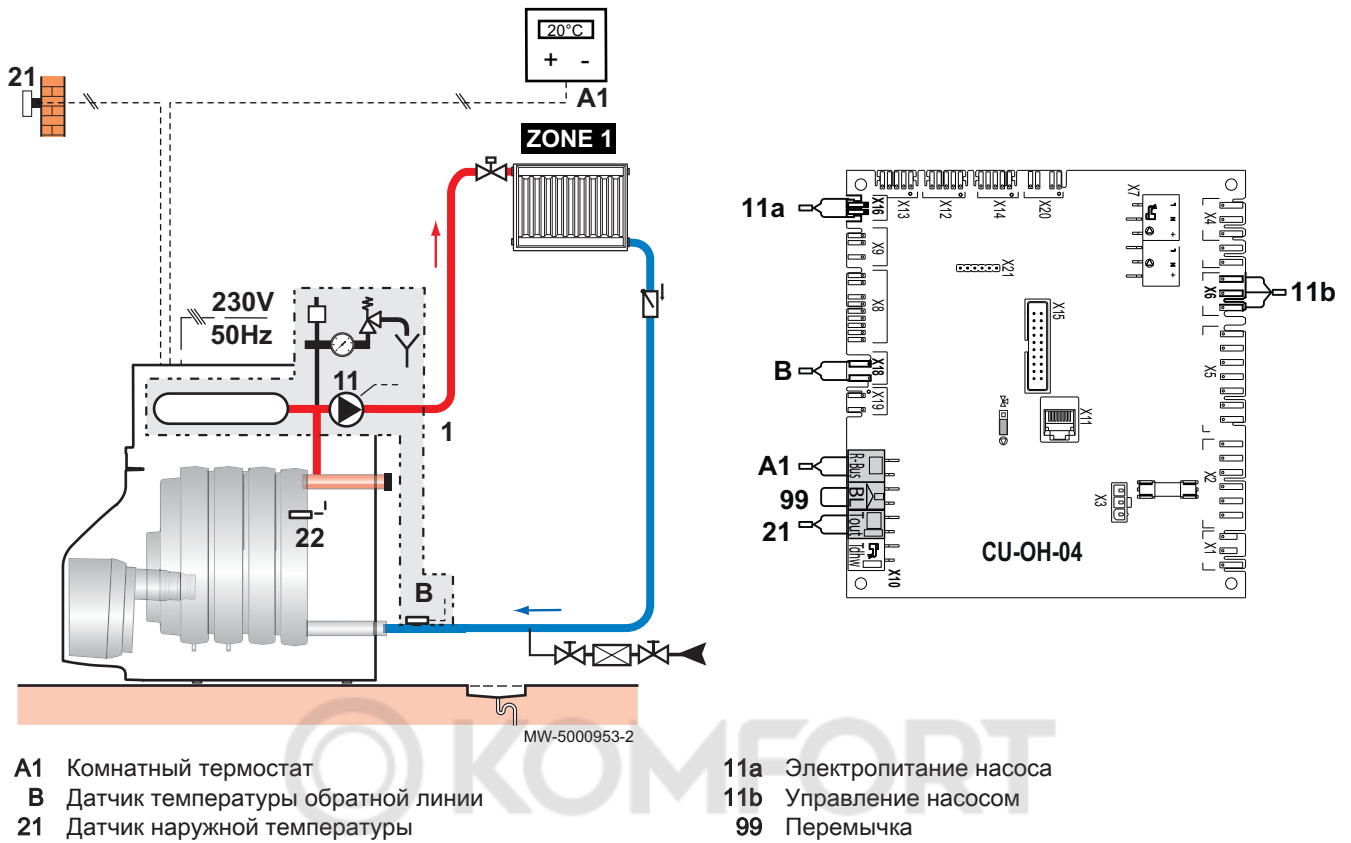 20°C
+ -
21
A1
ZONE 1
230V
50Hz
11
1
22
B
MW-5000953-2
11a
X16
X13
X12
X14
X20
X7
L
N
+
L
N
+
X4
X9
X21
X6
11b
X8
X15
X5
B
X18
X19
X11
A1
R-Bus
99
BL
X2
X3
21
Tout
Tdhw
X10
CU-OH-04
X1
KOMFORT
A1 Комнатный термостат
B Датчик температуры обратной линии
21 Датчик наружной температуры
11a Электропитание насоса
11b Управление насосом
99 Перемычка